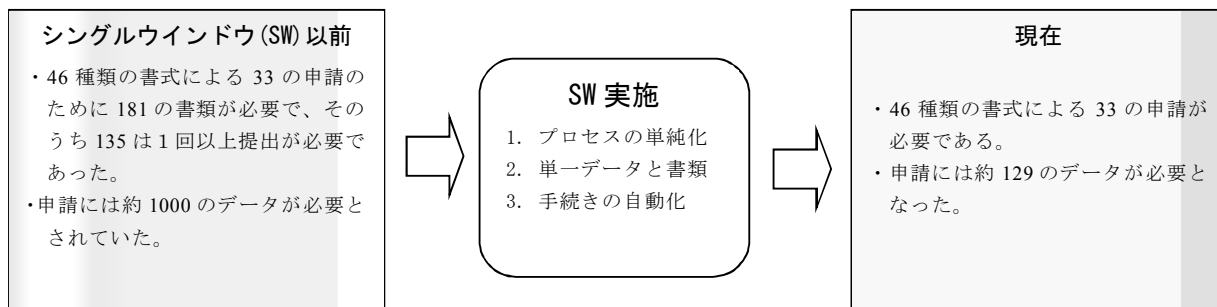 シングルウインドウ(SW)以前
・46 種類の書式による 33 の申請の
ために 181 の書類が必要で、その
うち 135 は 1 回以上提出が必要で
あった。
・申請には約 1000 のデータが必要と
されていた。
SW 実施
1. プロセスの単純化
2. 単一データと書類
3. 手続きの自動化
現在
・46 種類の書式による 33 の申請が
必要である。
・申請には約 129 のデータが必要と
なった。